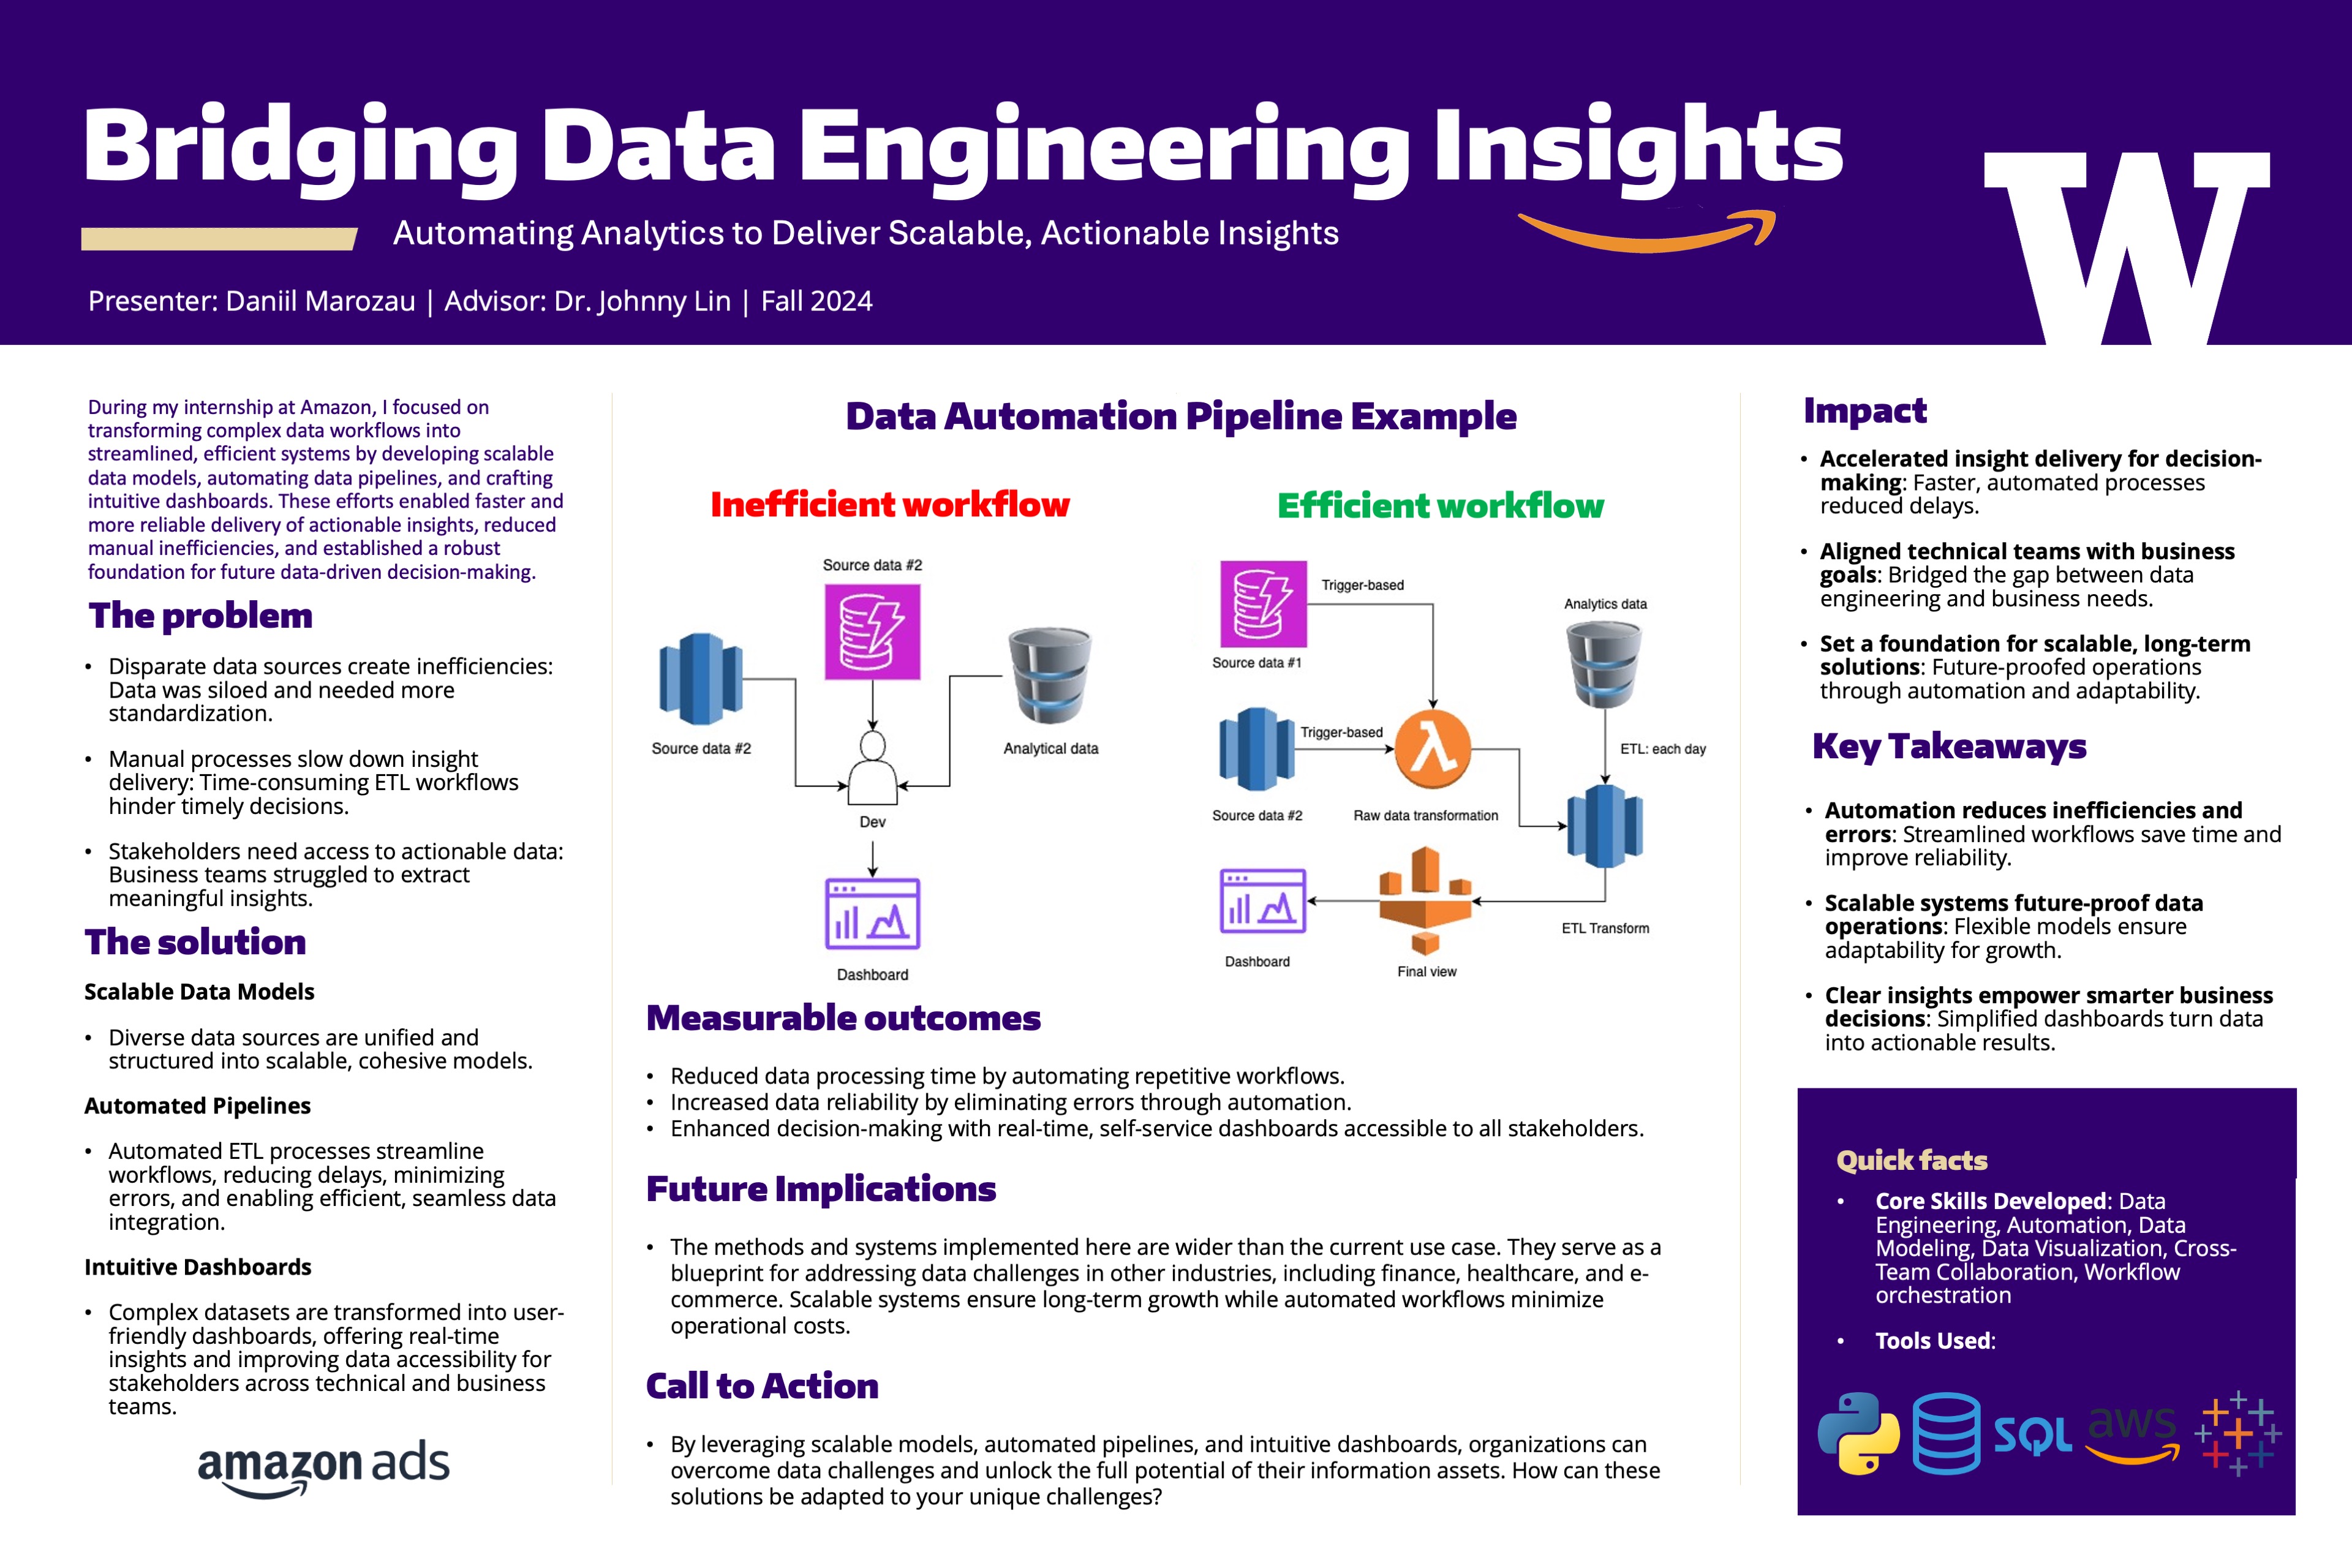 Bridging Data Engineering Insights
Automating Analytics to Deliver Scalable, Actionable Insights
Presenter: Daniil Marozau | Advisor: Dr. Johnny Lin | Fall 2024
W
During my internship at Amazon, I focused on
transforming complex data workflows into
streamlined, efficient systems by developing scalable
data models, automating data pipelines, and crafting
intuitive dashboards. These efforts enabled faster and
more reliable delivery of actionable insights, reduced
manual inefficiencies, and established a robust
foundation for future data-driven decision-making.
The problem
• Disparate data sources create inefficiencies:
Data was siloed and needed more
standardization.
• Manual processes slow down insight
delivery: Time-consuming ETL workflows
hinder timely decisions.
• Stakeholders need access to actionable data:
Business teams struggled to extract
meaningful insights.
The solution
Scalable Data Models
• Diverse data sources are unified and
structured into scalable, cohesive models.
Automated Pipelines
• Automated ETL processes streamline
workflows, reducing delays, minimizing
errors, and enabling efficient, seamless data
integration.
Intuitive Dashboards
• Complex datasets are transformed into user-
friendly dashboards, offering real-time
insights and improving data accessibility for
stakeholders across technical and business
teams.
amazon ads
Data Automation Pipeline Example
Inefficient workflow
Source data #2
Source data #2
Analytical data
Dev
Dashboard
Efficient workflow
Trigger-based
Analytics data
Source data #1
Trigger-based
λ
ETL: each day
Source data #2
Raw data transformation
ETL Transform
Dashboard
Final view
Measurable outcomes
• Reduced data processing time by automating repetitive workflows.
• Increased data reliability by eliminating errors through automation.
• Enhanced decision-making with real-time, self-service dashboards accessible to all stakeholders.
Future Implications
• The methods and systems implemented here are wider than the current use case. They serve as a
blueprint for addressing data challenges in other industries, including finance, healthcare, and e-
commerce. Scalable systems ensure long-term growth while automated workflows minimize
operational costs.
Call to Action
• By leveraging scalable models, automated pipelines, and intuitive dashboards, organizations can
overcome data challenges and unlock the full potential of their information assets. How can these
solutions be adapted to your unique challenges?
Impact
• Accelerated insight delivery for decision-
making: Faster, automated processes
reduced delays.
• Aligned technical teams with business
goals: Bridged the gap between data
engineering and business needs.
• Set a foundation for scalable, long-term
solutions: Future-proofed operations
through automation and adaptability.
Key Takeaways
• Automation reduces inefficiencies and
errors: Streamlined workflows save time and
improve reliability.
• Scalable systems future-proof data
operations: Flexible models ensure
adaptability for growth.
• Clear insights empower smarter business
decisions: Simplified dashboards turn data
into actionable results.
Quick facts
• Core Skills Developed: Data
Engineering, Automation, Data
Modeling, Data Visualization, Cross-
Team Collaboration, Workflow
orchestration
• Tools Used:
SQL
aws